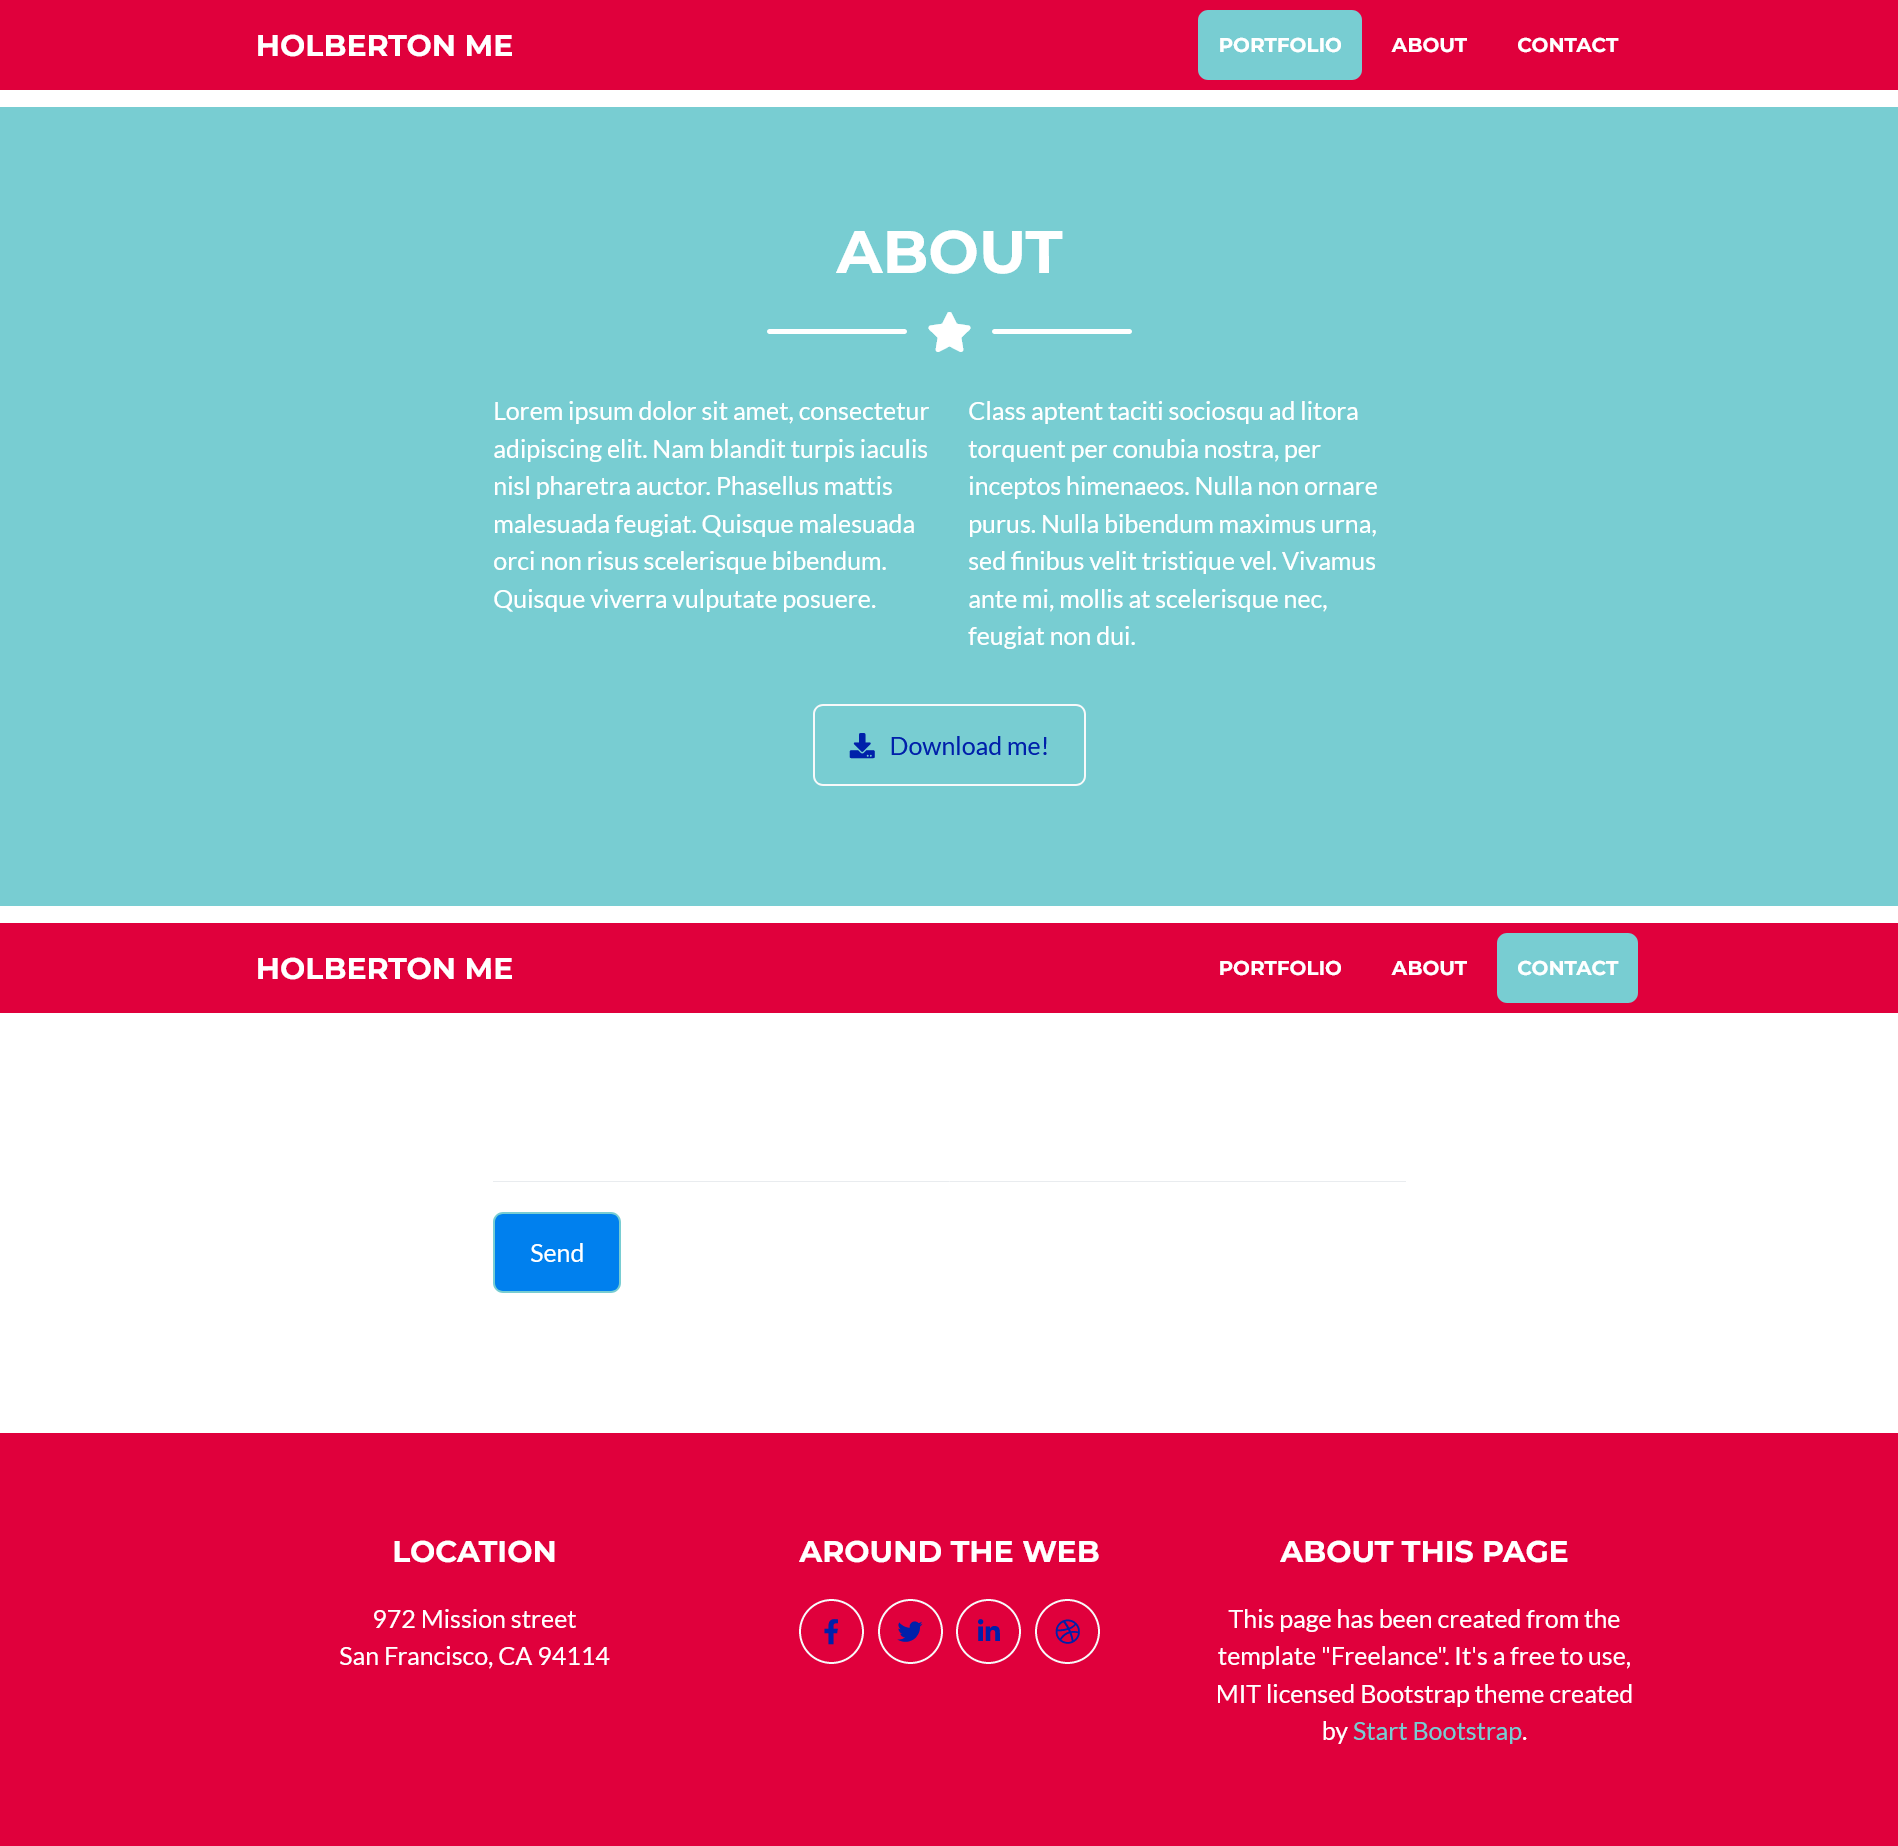 HOLBERTON ME
PORTFOLIO
ABOUT
CONTACT
ABOUT
Lorem ipsum dolor sit amet, consectetur
adipiscing elit. Nam blandit turpis iaculis
nisl pharetra auctor. Phasellus mattis
malesuada feugiat. Quisque malesuada
orci non risus scelerisque bibendum.
Quisque viverra vulputate posuere.
Class aptent taciti sociosqu ad litora
torquent per conubia nostra, per
inceptos himenaeos. Nulla non ornare
purus. Nulla bibendum maximus urna,
sed finibus velit tristique vel. Vivamus
ante mi, mollis at scelerisque nec,
feugiat non dui.
Download me!
HOLBERTON ME
PORTFOLIO
ABOUT
CONTACT
Send
LOCATION
972 Mission street
San Francisco, CA 94114
AROUND THE WEB
ABOUT THIS PAGE
This page has been created from the
template "Freelance". It's a free to use,
MIT licensed Bootstrap theme created
by Start Bootstrap.